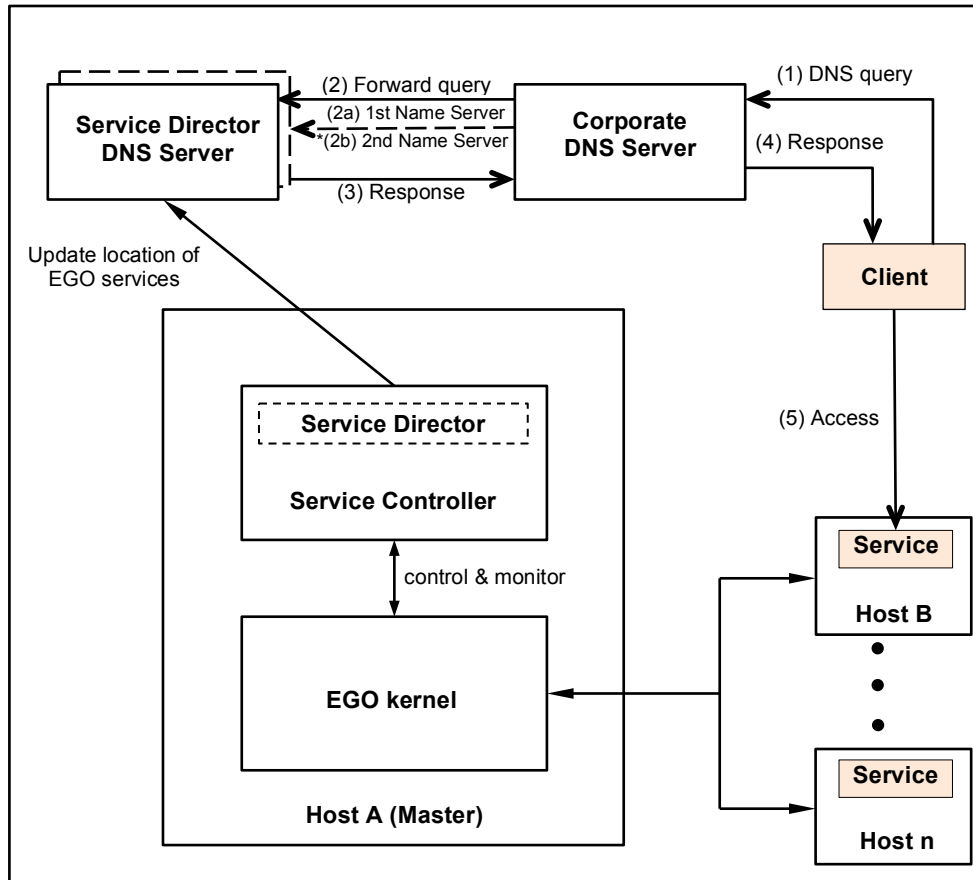 (2) Forward query
(1) DNS query
(2a) 1st Name Server
Service Director
DNS Server
*(2b) 2nd Name Server
Corporate
DNS Server
(4) Response
(3) Response
Update location of
EGO services
Client
Service Director
(5) Access
Service Controller
Service
control & monitor
Host B
EGO kernel
Service
Host A (Master)
Host n